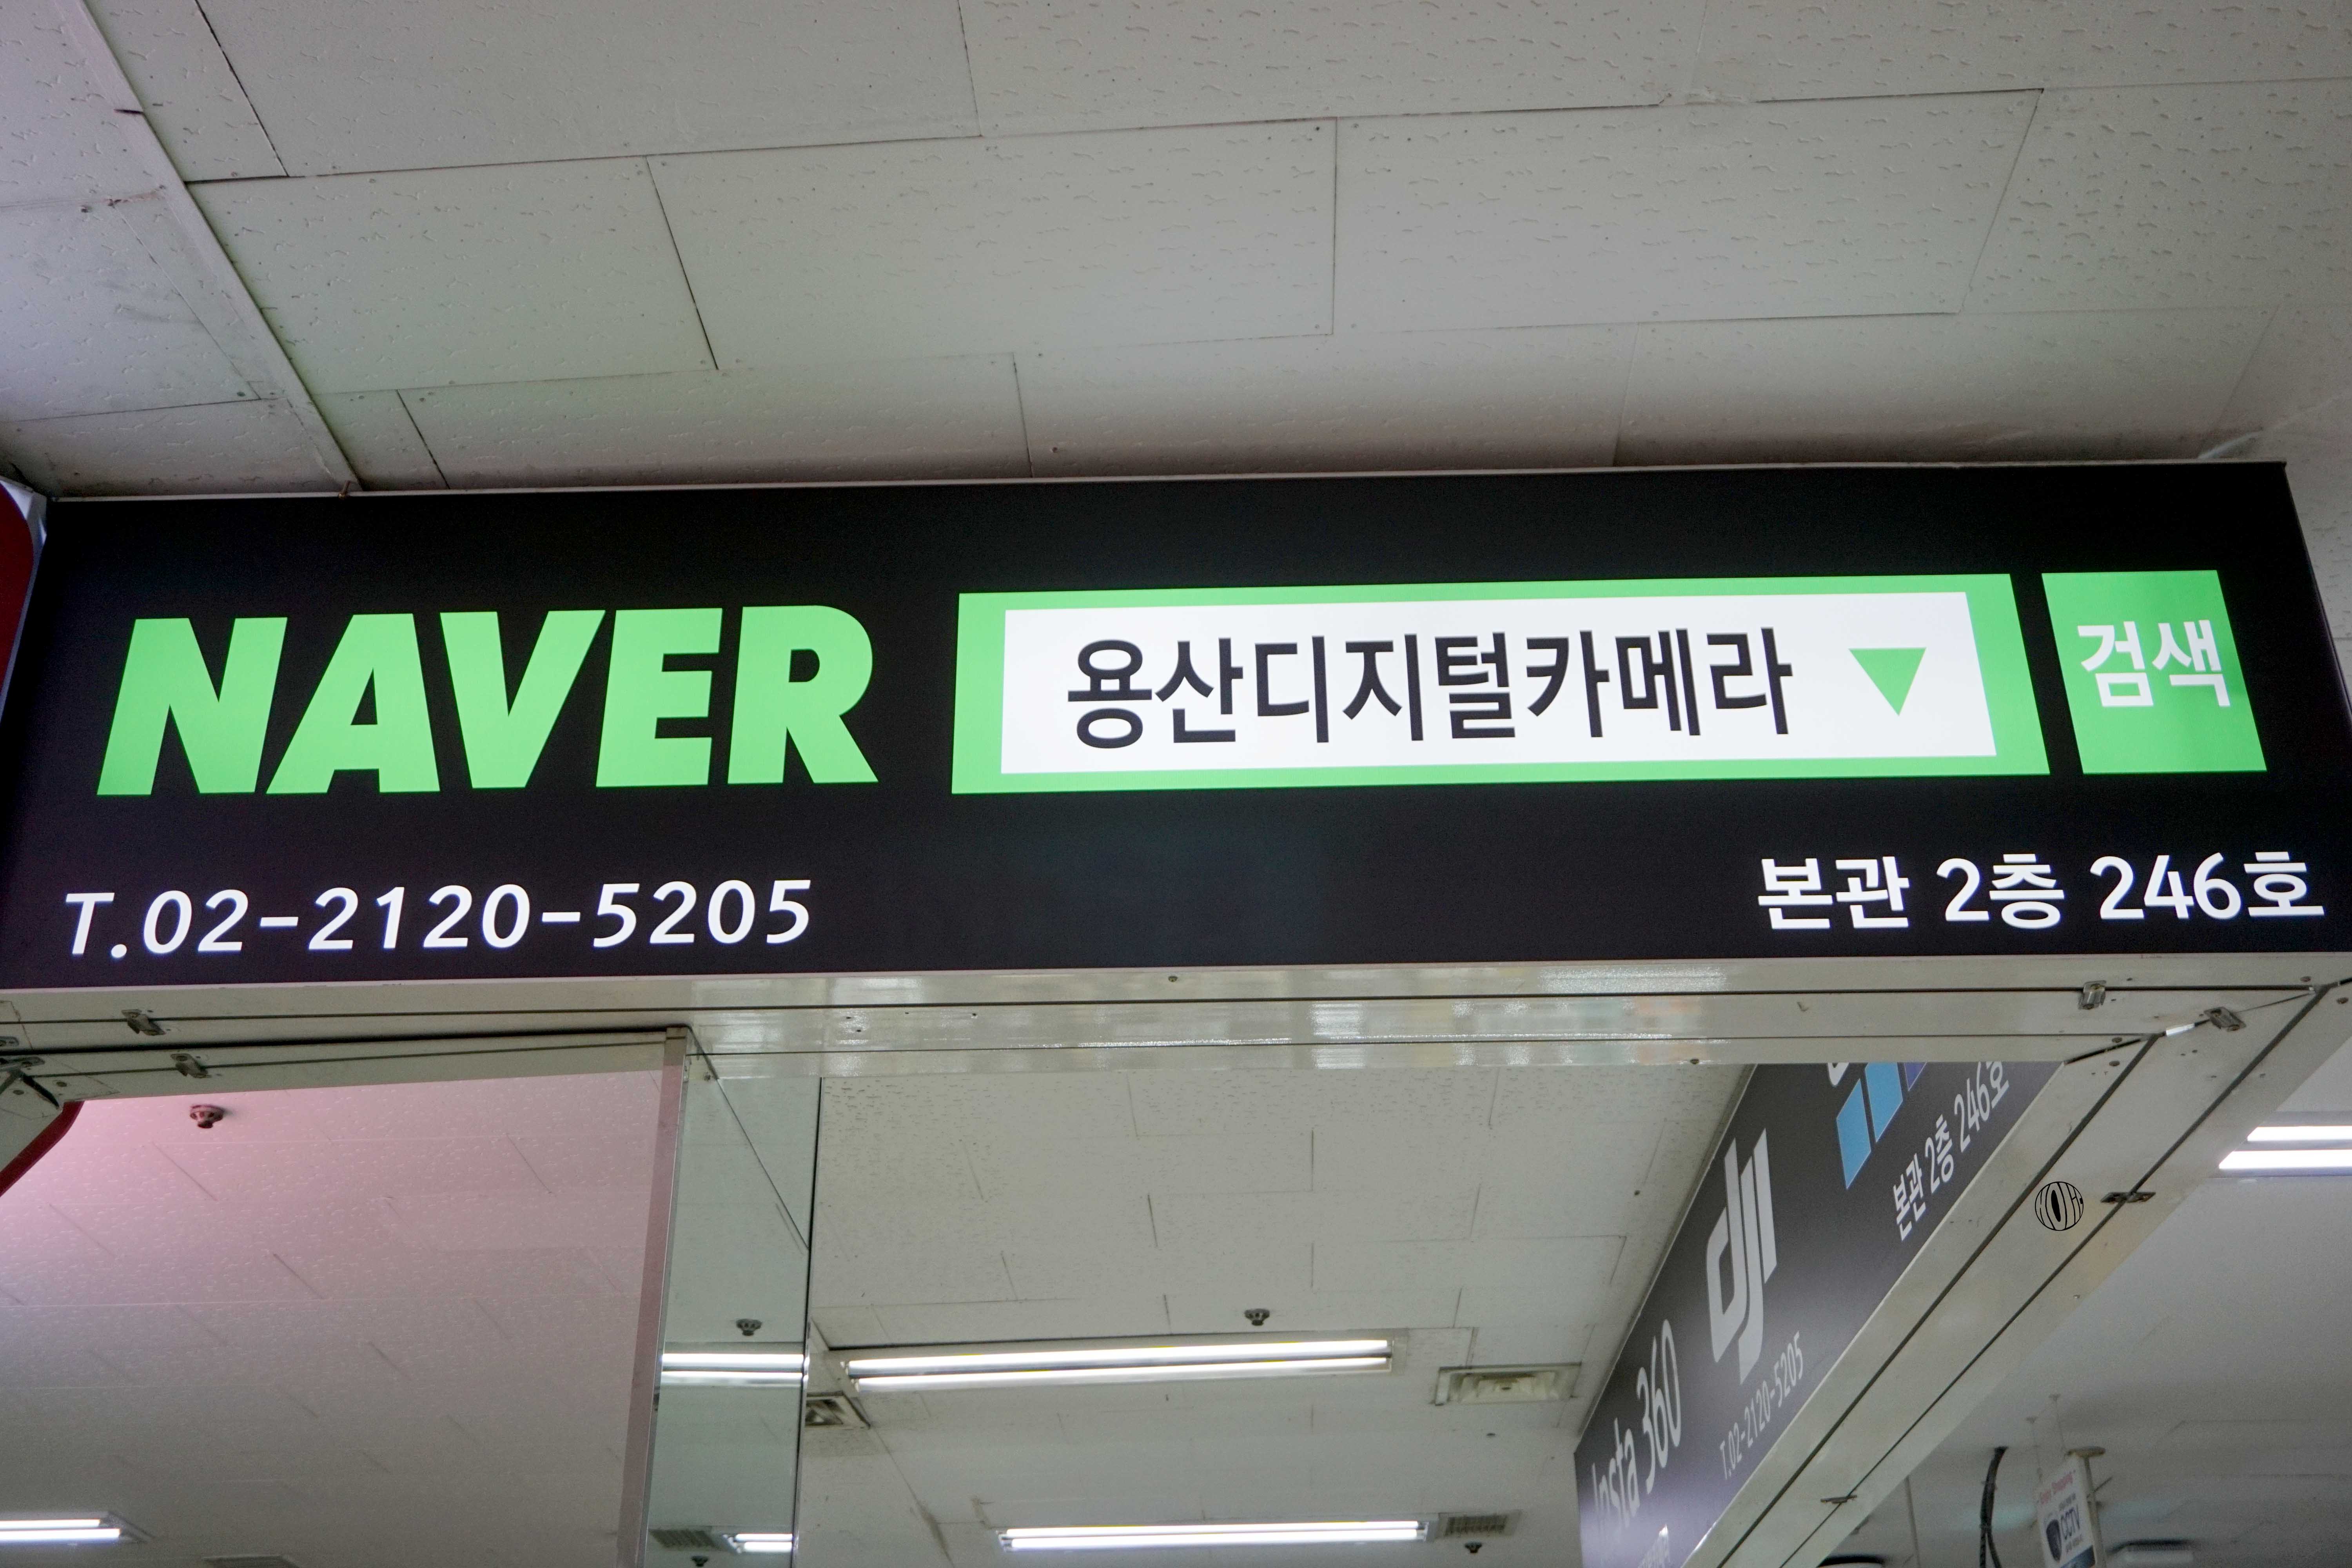 NAVER 용산디지털카메라 검색
T.02-2120-5205 본관 2층 246호
본관 2층 246호
dji
T.02-2120-5205
Insta 360
CCTV